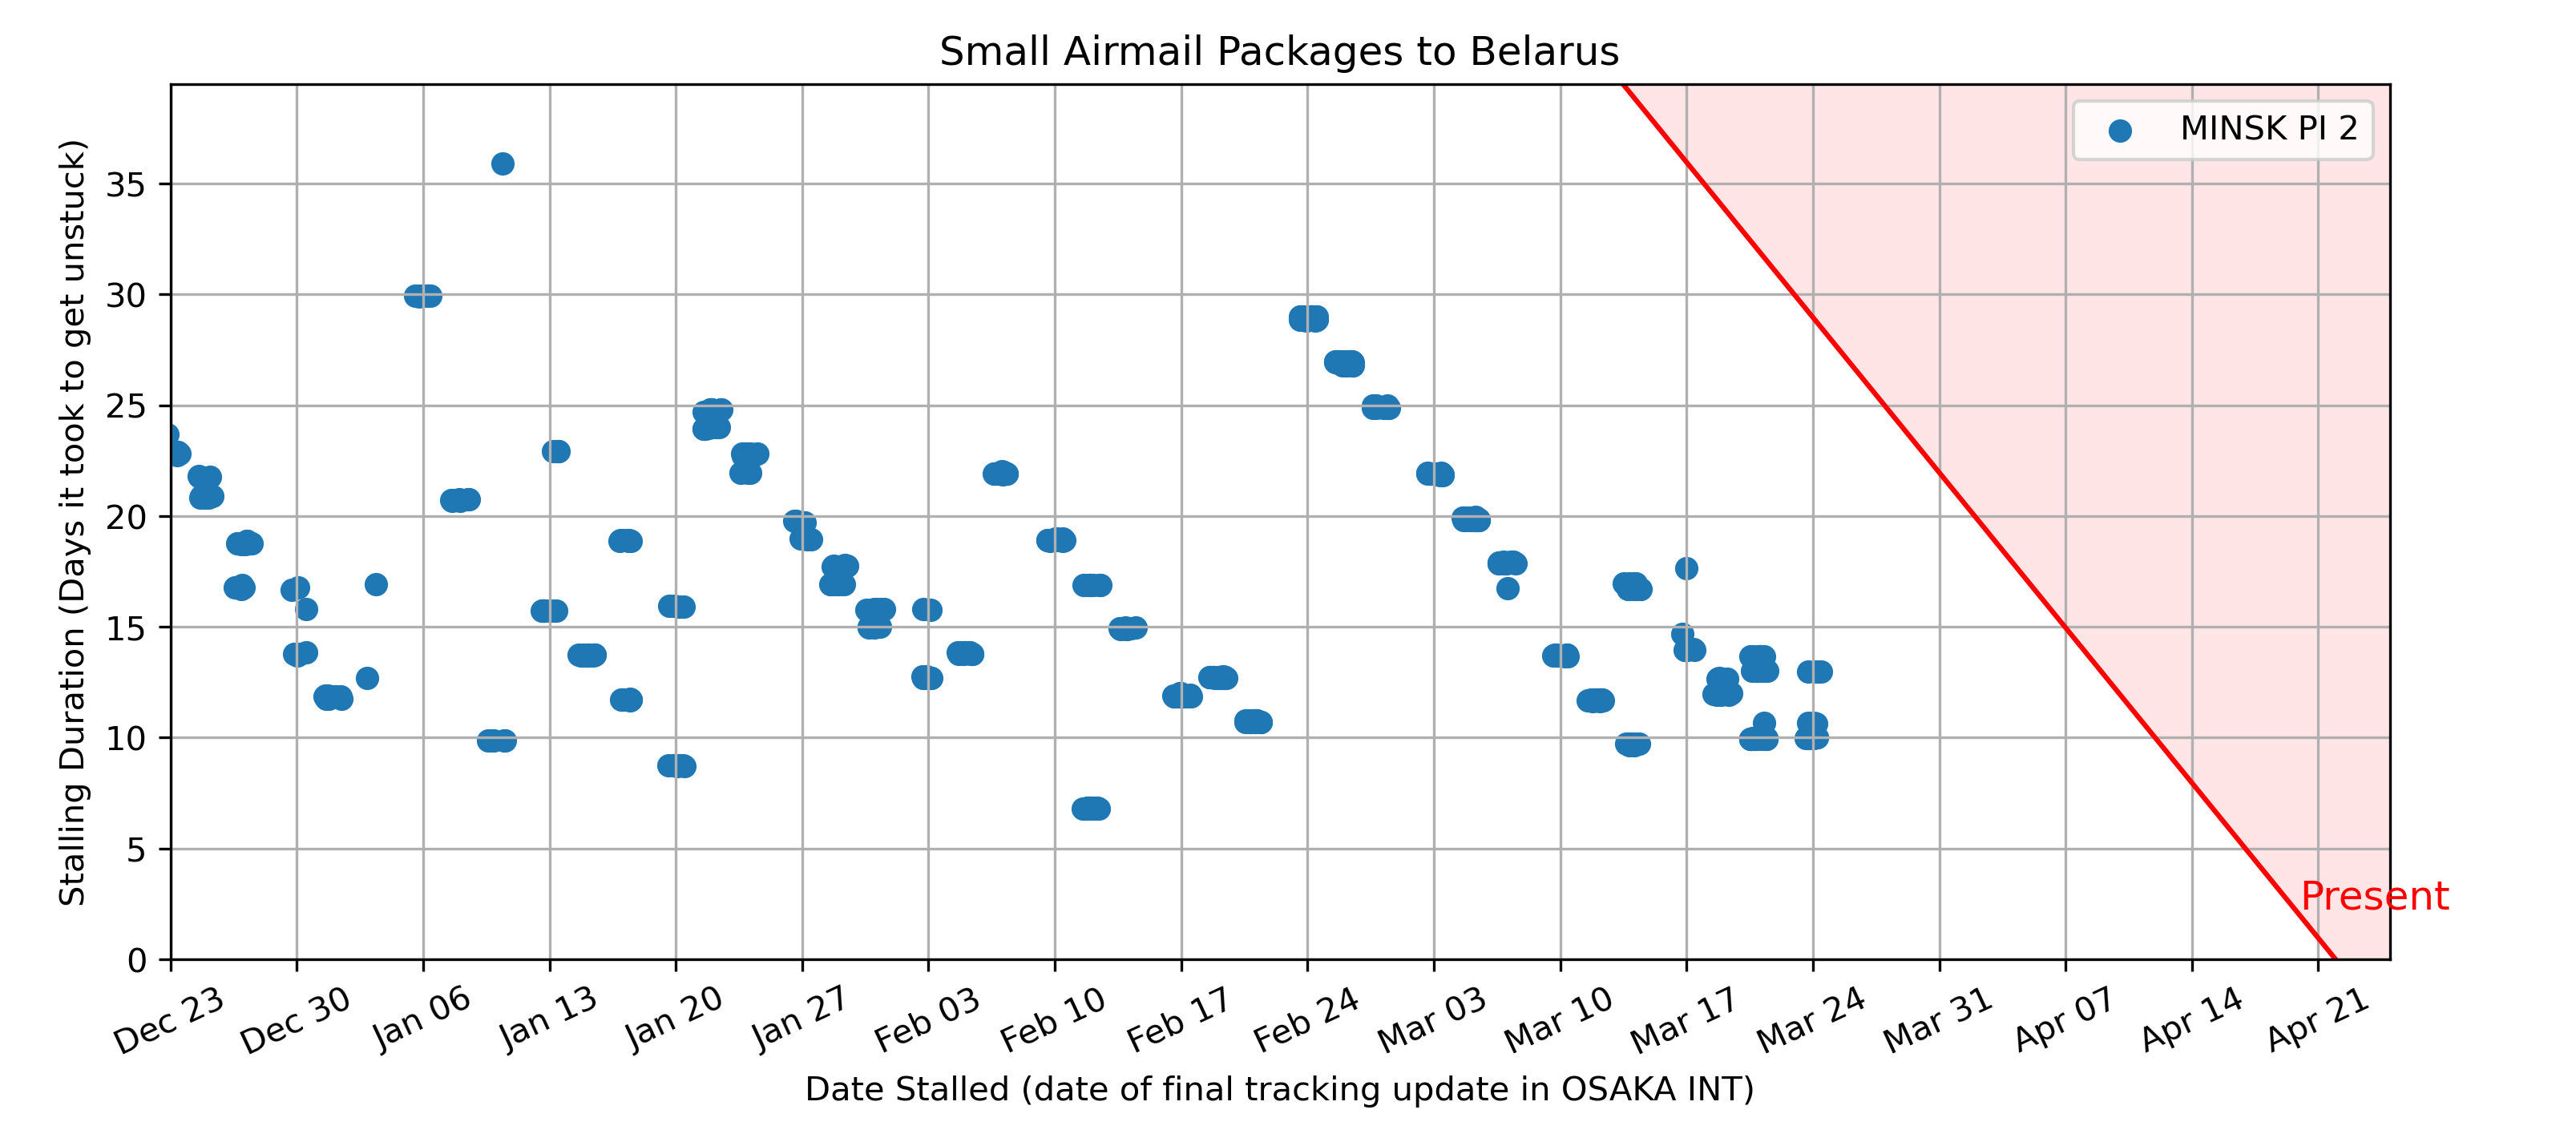 Small Airmail Packages to Belarus
MINSK PI 2
Stalling Duration (Days it took to get unstuck)
35
30
25
20
15
10
5
0
Present
Dec 23
Dec 30
Jan 06
Jan 13
Jan 20
Jan 27
Feb 03
Feb 10
Feb 17
Feb 24
Mar 03
Mar 10
Mar 17
Mar 24
Mar 31
Apr 07
Apr 14
Apr 21
Date Stalled (date of final tracking update in OSAKA INT)